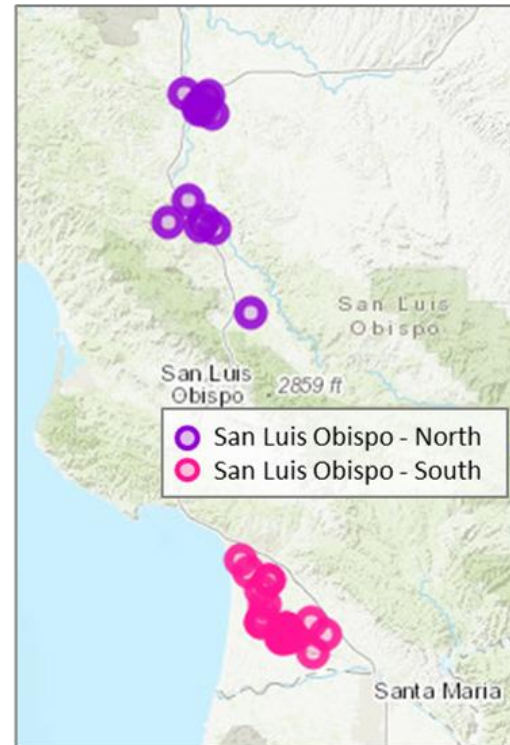 San Luis
Obispo
San Luis
Obispo
2859 ft
San Luis Obispo - North
San Luis Obispo - South
Santa Maria